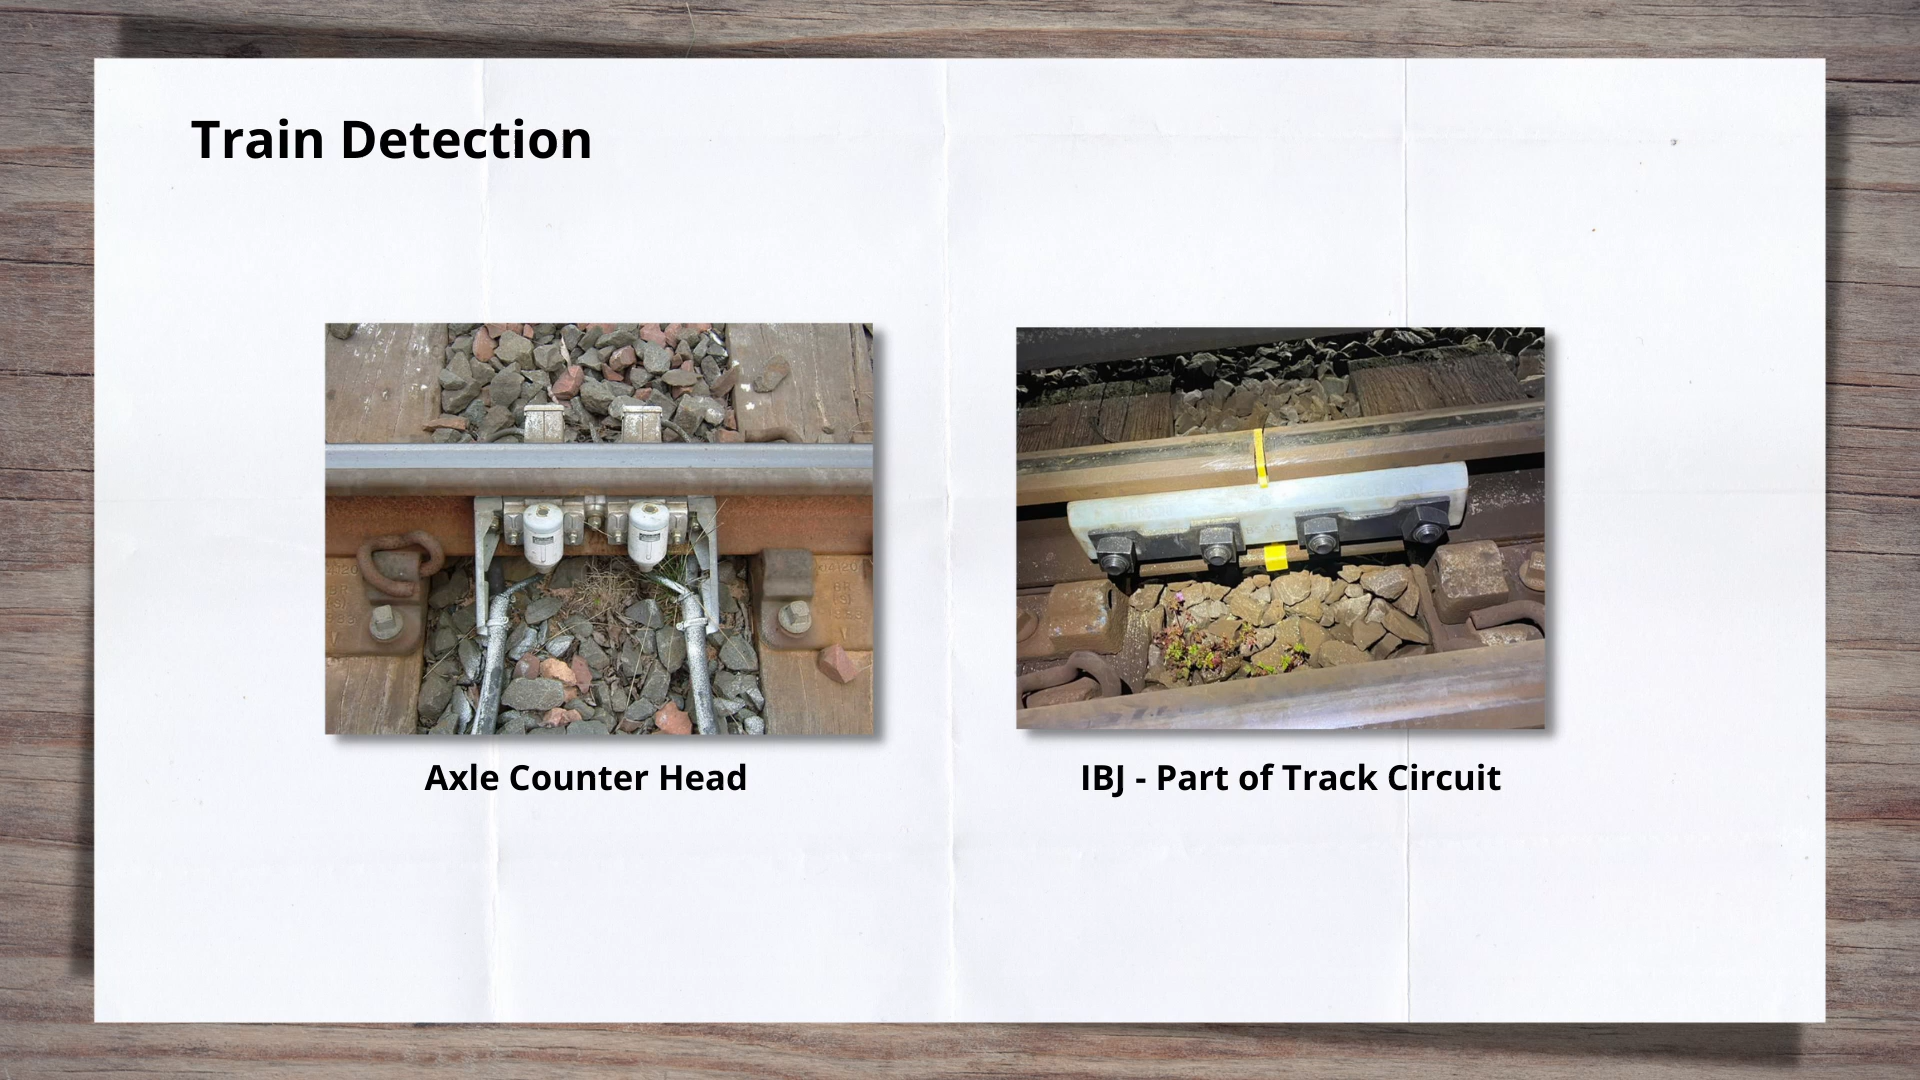 Train Detection
Axle Counter Head
IBJ - Part of Track Circuit